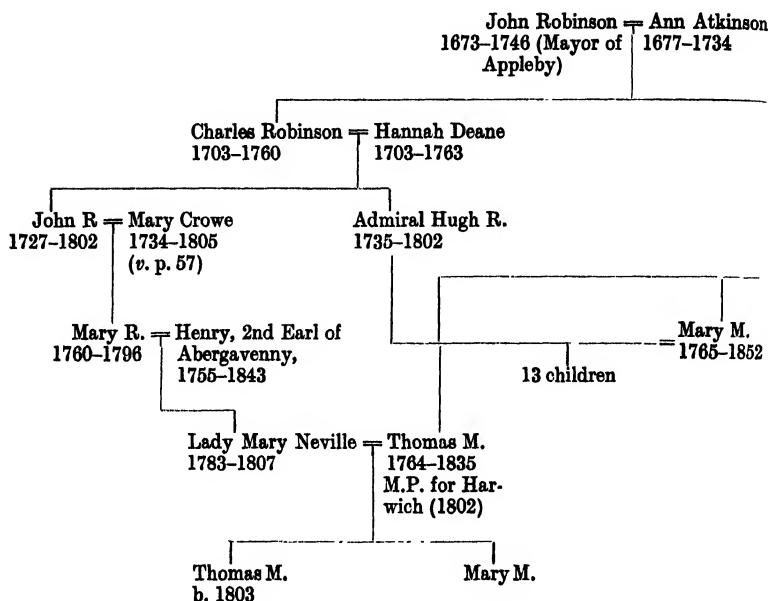 John Robinson = Ann Atkinson
1673–1746 (Mayor of 1677–1734
Appleby)
Charles Robinson = Hannah Deane
1703–1760 1703–1763
John R = Mary Crowe
1727–1802 1734–1805
(v. p. 57)
Admiral Hugh R.
1735–1802
Mary R. = Henry, 2nd Earl of
1760–1796 Abergavenny,
1755–1843
= Mary M.
1765–1852
13 children
Lady Mary Neville = Thomas M.
1783–1807 1764–1835
M.P. for Har-
wich (1802)
Thomas M.
b. 1803
Mary M.